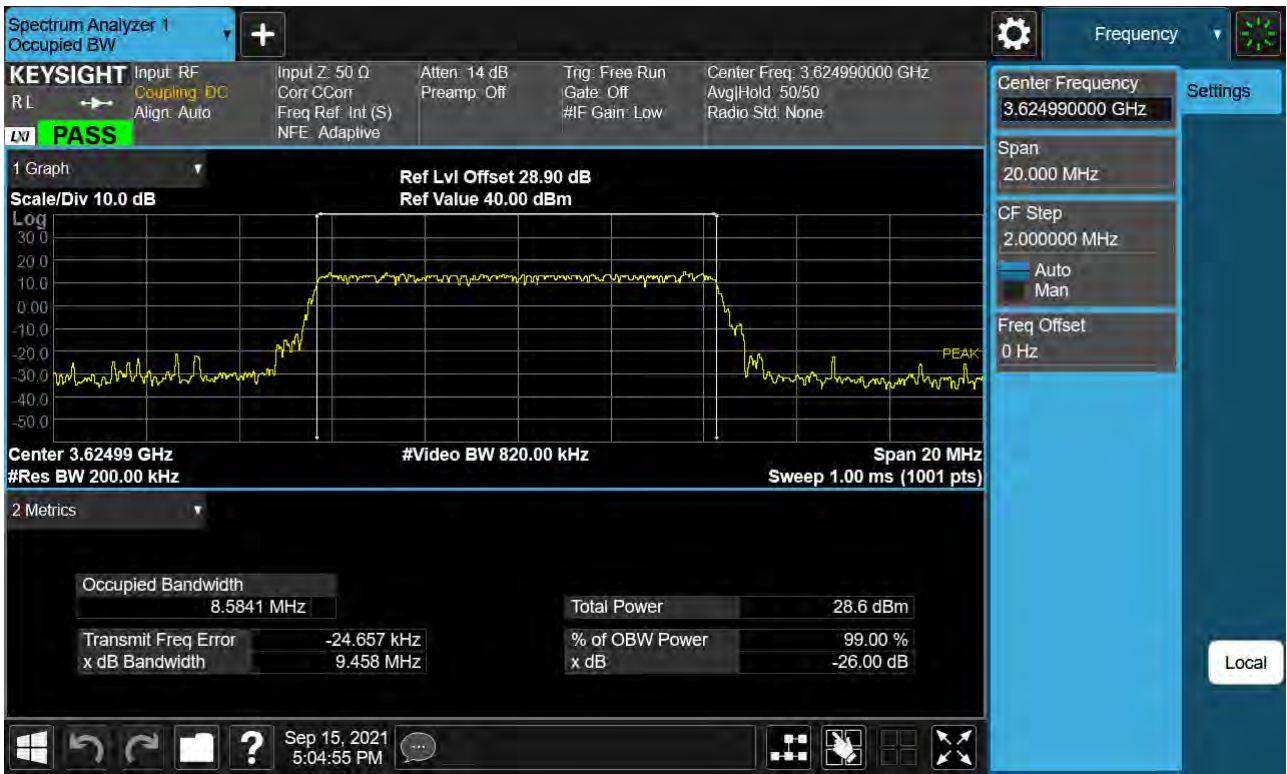 Spectrum Analyzer 1
Occupied BW
Frequency
KEYSIGHT
R L
LXI
PASS
Input: RF
Coupling: DC
Align: Auto
Input Z: 50 Ω
Corr CCorr
Freq Ref: Int (S)
NFE: Adaptive
Atten: 14 dB
Preamp: Off
Trig: Free Run
Gate: Off
#IF Gain: Low
Center Freq: 3.624990000 GHz
Avg|Hold: 50/50
Radio Std: None
Center Frequency
3.624990000 GHz
Settings
Span
20.000 MHz
CF Step
2.000000 MHz
Auto
Man
Freq Offset
0 Hz
Local
1 Graph
Scale/Div 10.0 dB
Ref Lvl Offset 28.90 dB
Ref Value 40.00 dBm
Log
30.0
20.0
10.0
0.00
-10.0
-20.0
-30.0
-40.0
-50.0
PEAK
Center 3.62499 GHz
#Video BW 820.00 kHz
Span 20 MHz
#Res BW 200.00 kHz
Sweep 1.00 ms (1001 pts)
2 Metrics
Occupied Bandwidth
8.5841 MHz
Total Power 28.6 dBm
Transmit Freq Error -24.657 kHz
% of OBW Power 99.00 %
x dB Bandwidth 9.458 MHz
x dB -26.00 dB
?
Sep 15, 2021
5:04:55 PM